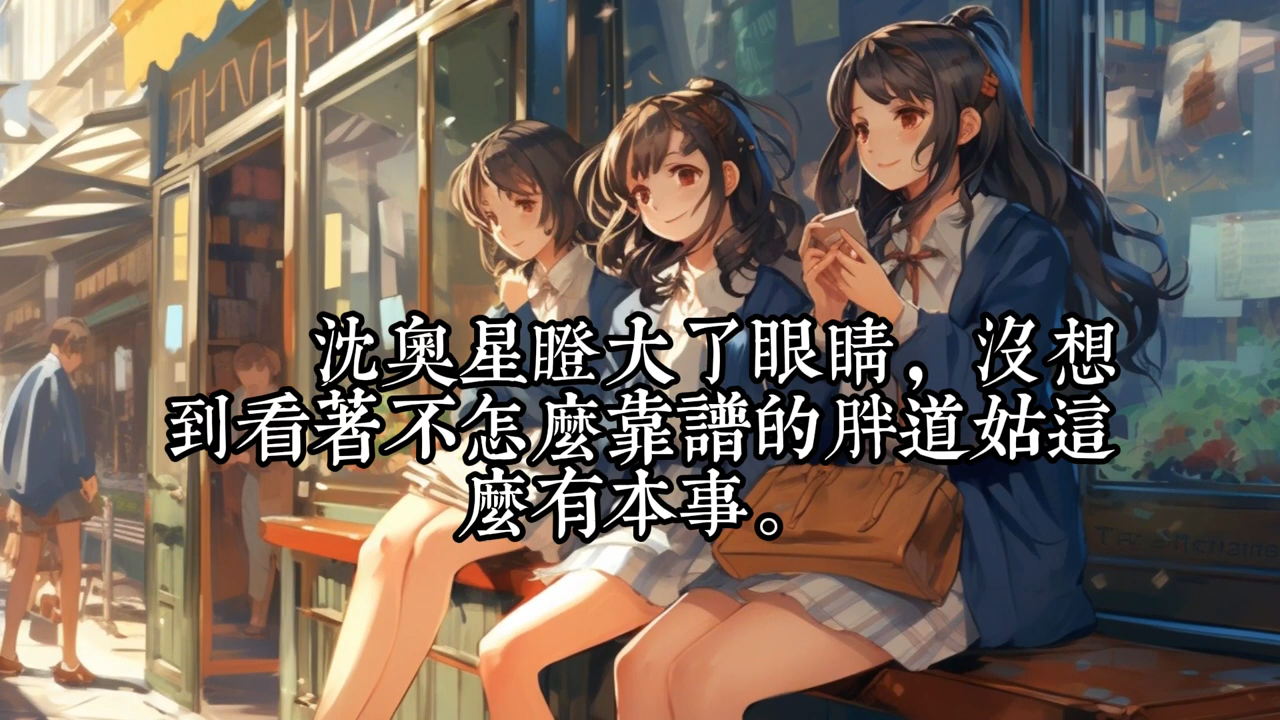 沈奧星瞪大了眼睛，沒想
到看著不怎麼靠譜的胖道姑這
麼有本事。